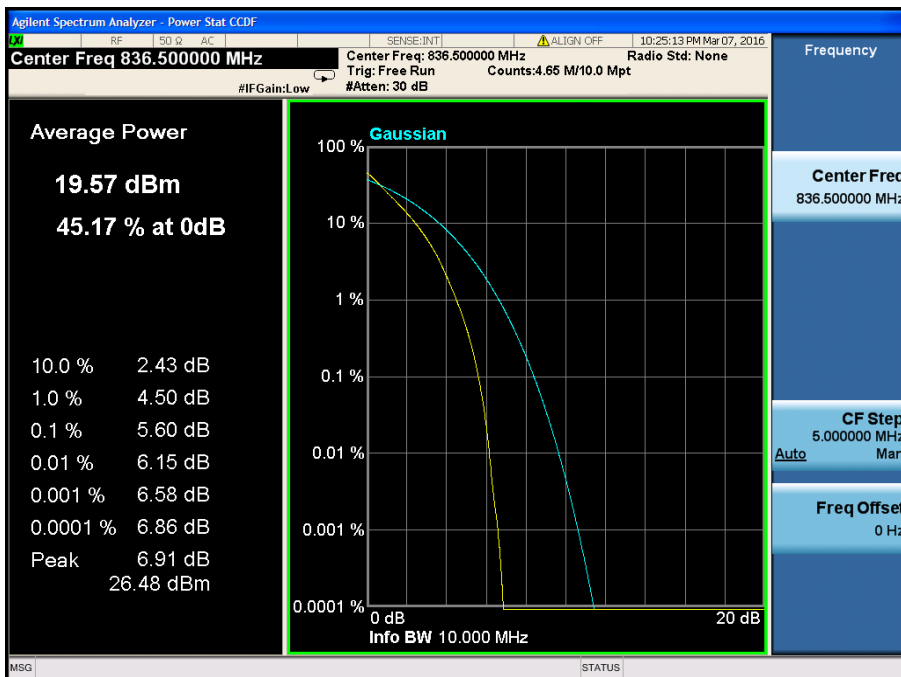 Agilent Spectrum Analyzer - Power Stat CCDF
LXI RF 50 Ω AC SENSE:INT ALIGN OFF 10:25:13 PM Mar 07, 2016
Center Freq 836.500000 MHz
Center Freq: 836.500000 MHz Radio Std: None
Trig: Free Run Counts:4.65 M/10.0 Mpt
#IFGain:Low #Atten: 30 dB
Frequency
Average Power
19.57 dBm
45.17 % at 0dB
10.0 % 2.43 dB
1.0 % 4.50 dB
0.1 % 5.60 dB
0.01 % 6.15 dB
0.001 % 6.58 dB
0.0001 % 6.86 dB
Peak 6.91 dB
26.48 dBm
Gaussian
100 %
10 %
1 %
0.1 %
0.01 %
0.001 %
0.0001 %
0 dB 20 dB
Info BW 10.000 MHz
Center Freq
836.500000 MHz
CF Step
5.000000 MHz
Auto Man
Freq Offset
0 Hz
MSG STATUS